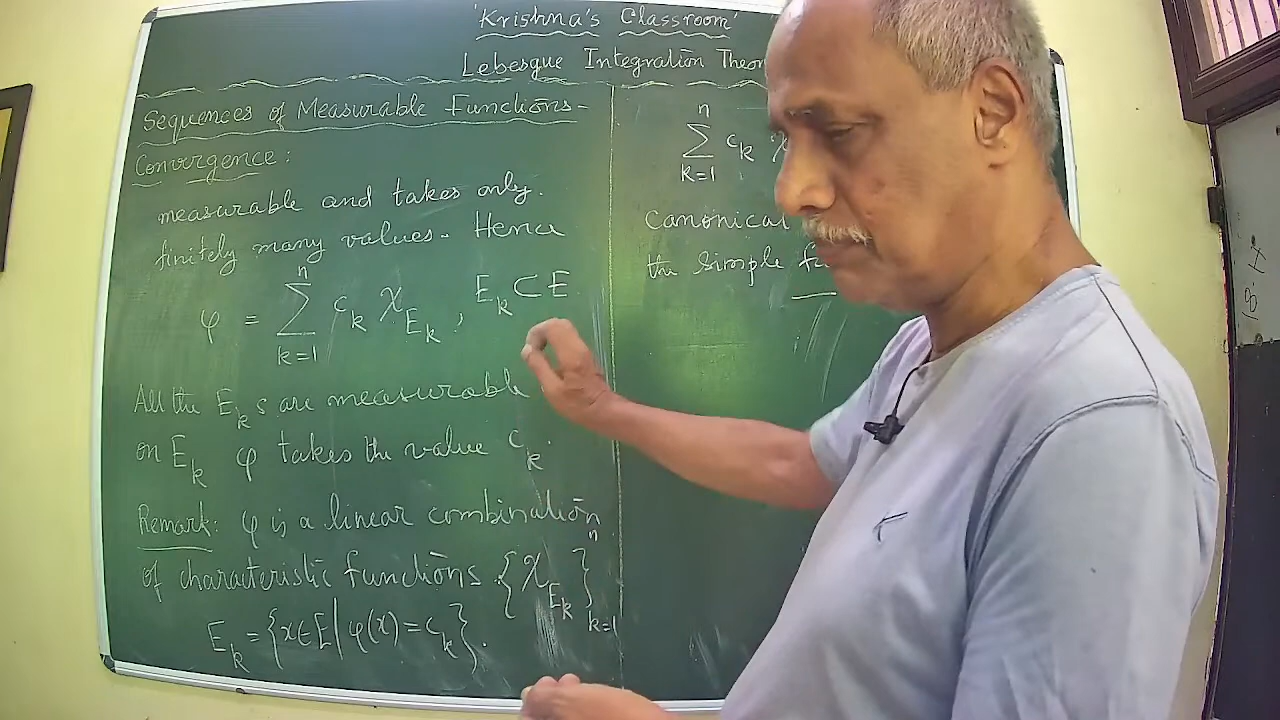 'Krishna's Classroom'
Lebesgue Integration Theor
Sequences of Measurable Functions-
Convergence:
measurable and takes only.
finitely many values. Hence
φ = ∑_{k=1}^{n} c_k χ_{E_k}, E_k ⊂ E
All the E_k s are measurable
on E_k φ takes the value c_k.
Remark: φ is a linear combination
of characteristic functions {χ_{E_k}}_{k=1}^{n}
E_k = {x∈E | φ(x) = c_k}.
∑_{k=1}^{n} c_k χ
canonical
the simple